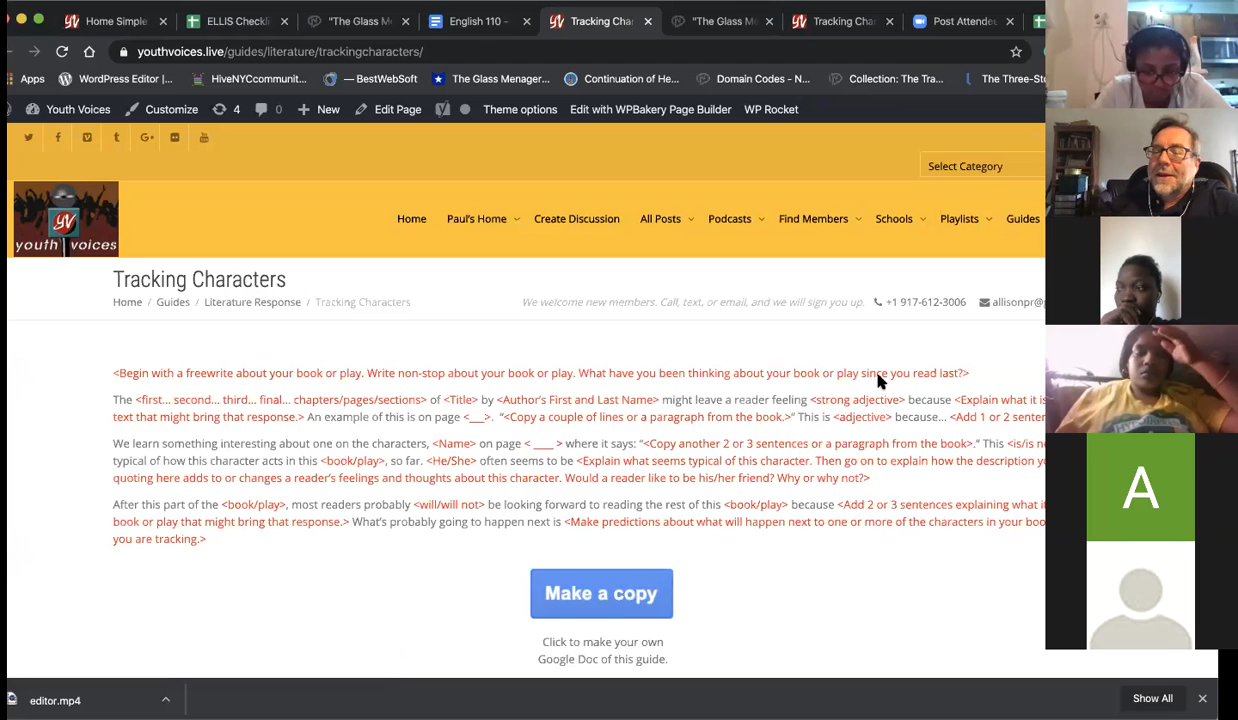 Home Simple
ELLIS Checkli
"The Glass Me
English 110 -
Tracking Char
"The Glass Me
Tracking Char
Post Attendee
youthvoices.live/guides/literature/trackingcharacters/
Apps
WordPress Editor |...
HiveNYCcommunit...
— BestWebSoft
The Glass Menager...
Continuation of He...
Domain Codes - N...
Collection: The Tra...
The Three-Sto
Youth Voices
Customize
4
0
New
Edit Page
Theme options
Edit with WPBakery Page Builder
WP Rocket
Select Category
YV
youth voices
Home
Paul's Home
Create Discussion
All Posts
Podcasts
Find Members
Schools
Playlists
Guides
Tracking Characters
Home / Guides / Literature Response / Tracking Characters
We welcome new members. Call, text, or email, and we will sign you up.
+1 917-612-3006
allisonpr@g
<Begin with a freewrite about your book or play. Write non-stop about your book or play. What have you been thinking about your book or play since you read last?>
The <first... second... third... final... chapters/pages/sections> of <Title> by <Author's First and Last Name> might leave a reader feeling <strong adjective> because <Explain what it is
text that might bring that response.> An example of this is on page <___>. "<Copy a couple of lines or a paragraph from the book.>" This is <adjective> because... <Add 1 or 2 senten
We learn something interesting about one on the characters, <Name> on page < ____ > where it says: "<Copy another 2 or 3 sentences or a paragraph from the book>." This <is/is no
typical of how this character acts in this <book/play>, so far. <He/She> often seems to be <Explain what seems typical of this character. Then go on to explain how the description yo
quoting here adds to or changes a reader's feelings and thoughts about this character. Would a reader like to be his/her friend? Why or why not?>
After this part of the <book/play>, most readers probably <will/will not> be looking forward to reading the rest of this <book/play> because <Add 2 or 3 sentences explaining what it
book or play that might bring that response.> What's probably going to happen next is <Make predictions about what will happen next to one or more of the characters in your boo
you are tracking.>
Make a copy
Click to make your own
Google Doc of this guide.
A
editor.mp4
Show All